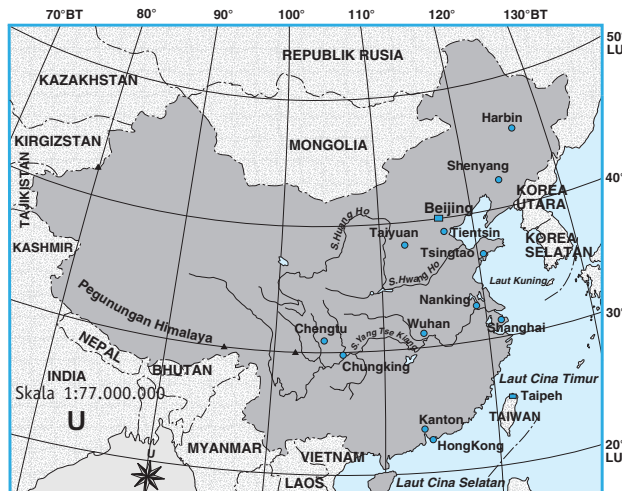 70°BT
80°
90°
100°
110°
120°
130°BT
50°
LU
REPUBLIK RUSIA
KAZAKHSTAN
Harbin
KIRGIZSTAN
MONGOLIA
Shenyang
TAJIKISTAN
40°
LU
KOREA
UTARA
Beijing
S.Huang Ho
Taiyuan
Tientsin
KOREA
SELATAN
KASHMIR
Tsingtao
S.Hwang Ho
Laut Kuning
Pegunungan Himalaya
Nanking
30°
LU
Chengtu
Wuhan
Shanghai
S.Yang Tse Kiang
NEPAL
Chungking
BHUTAN
INDIA
Laut Cina Timur
Skala 1:77.000.000
Taipeh
U
Kanton
TAIWAN
MYANMAR
VIETNAM
HongKong
20°
LU
U
LAOS
Laut Cina Selatan